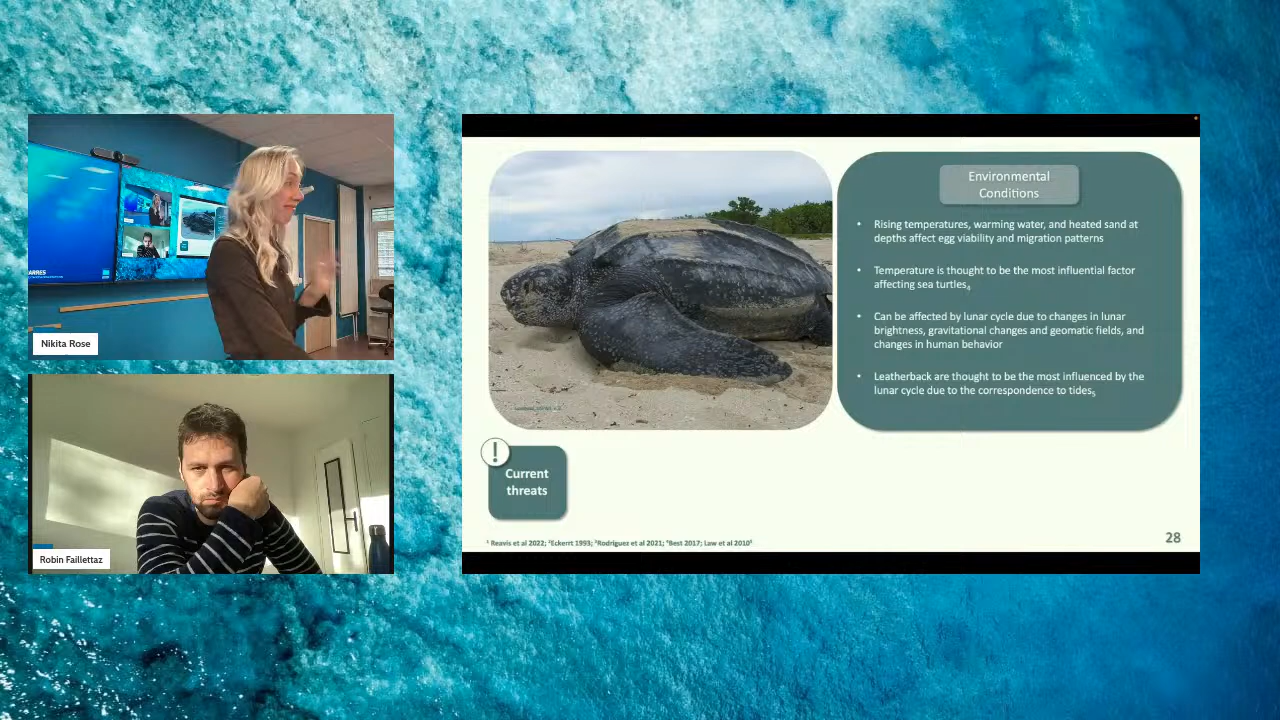 ARRES
Nikita Rose
Robin Faillettaz
Environmental
Conditions
• Rising temperatures, warming water, and heated sand at
depths affect egg viability and migration patterns
• Temperature is thought to be the most influential factor
affecting sea turtles4
• Can be affected by lunar cycle due to changes in lunar
brightness, gravitational changes and geomatic fields, and
changes in human behavior
• Leatherback are thought to be the most influenced by the
lunar cycle due to the correspondence to tides5
!
Current
threats
1 Reavis et al 2022; 2Eckerrt 1993; 3Rodriguez et al 2021; 4Best 2017; Law et al 20105
28